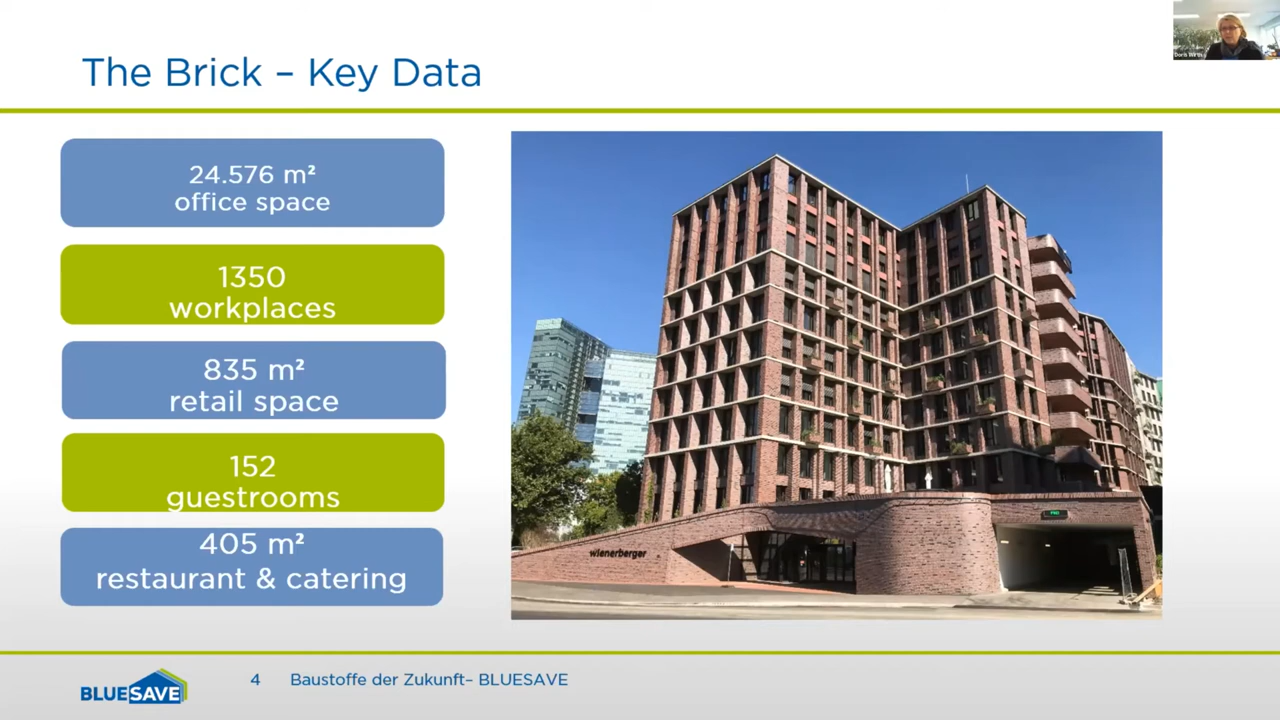 The Brick – Key Data
24.576 m²
office space
1350
workplaces
835 m²
retail space
152
guestrooms
405 m²
restaurant & catering
wienerberger
BLUESAVE
4
Baustoffe der Zukunft– BLUESAVE